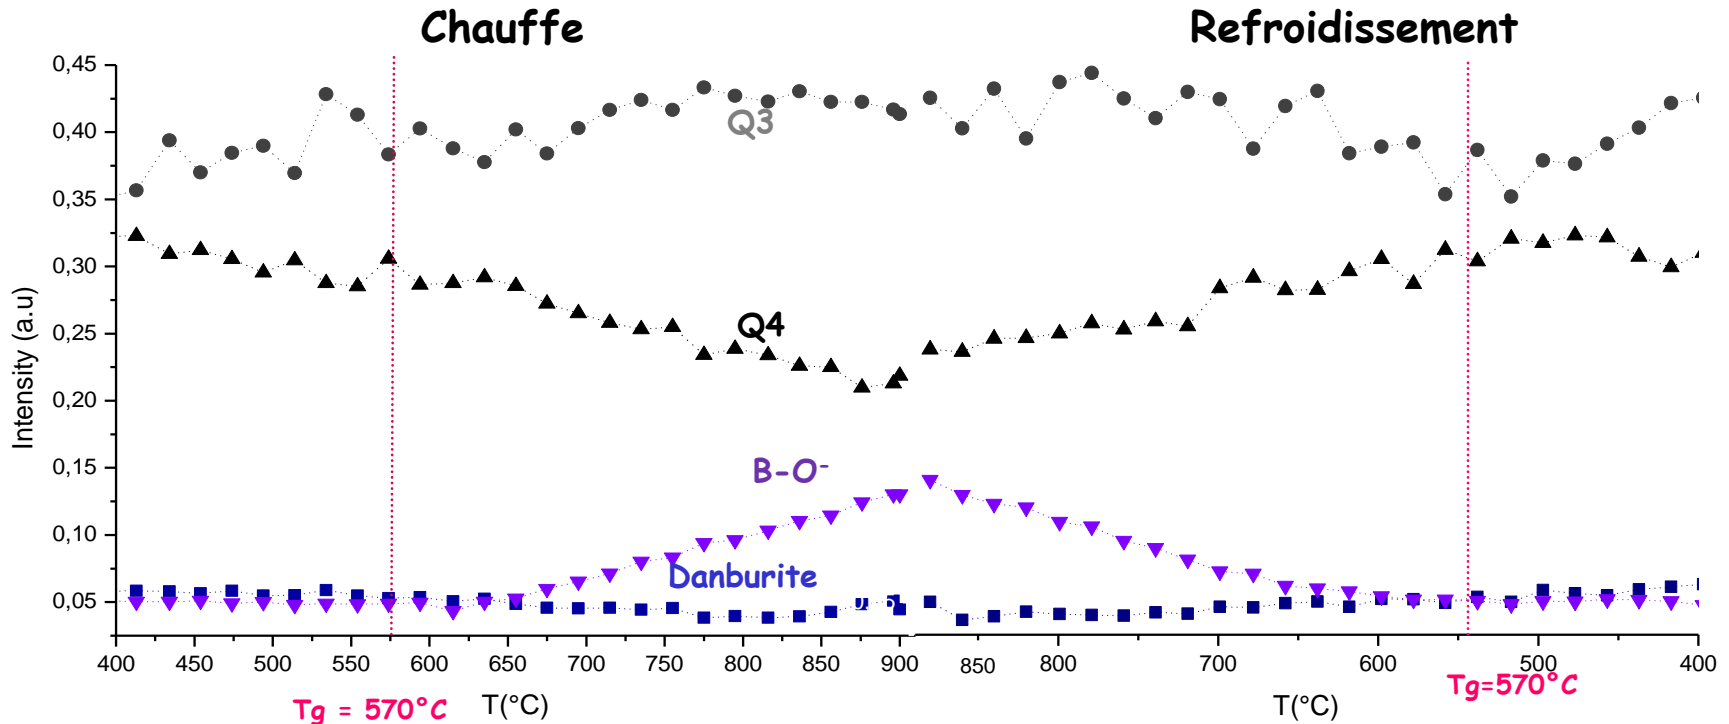 Chauffe
Refroidissement
0,45
0,40
0,35
0,30
0,25
0,20
0,15
0,10
0,05
Intensity (a.u)
Q3
Q4
B-O⁻
Danburite
400 450 500 550 600 650 700 750 800 850 900 850 800 700 600 500 400
T(°C)
T(°C)
Tg = 570°C
Tg=570°C